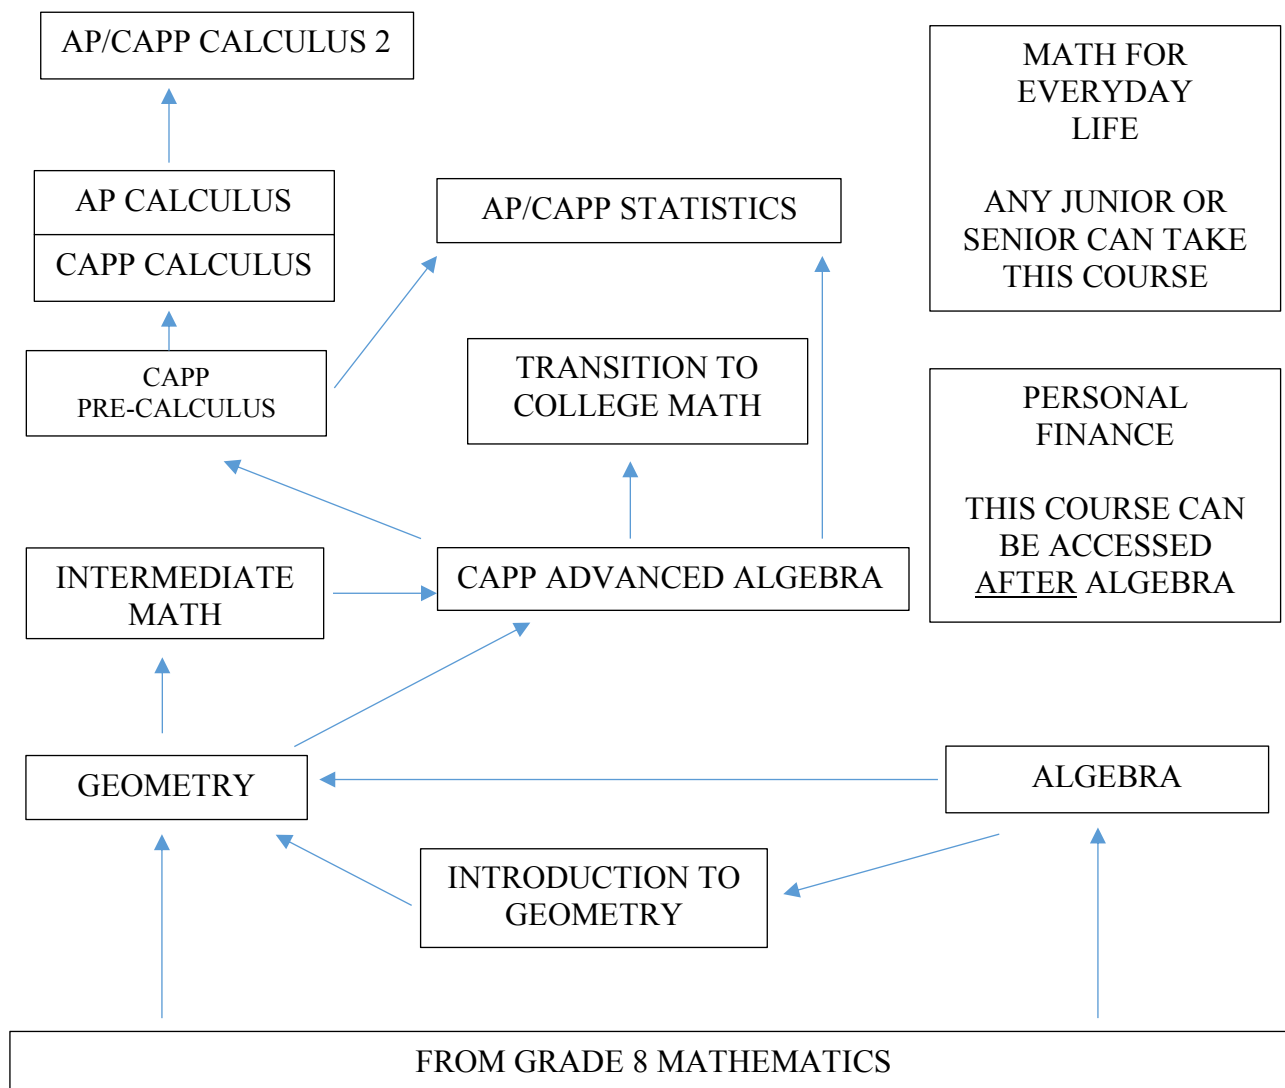 AP/CAPP CALCULUS 2
MATH FOR
EVERYDAY
LIFE
ANY JUNIOR OR
SENIOR CAN TAKE
THIS COURSE
AP CALCULUS
CAPP CALCULUS
AP/CAPP STATISTICS
CAPP
PRE-CALCULUS
TRANSITION TO
COLLEGE MATH
PERSONAL
FINANCE
THIS COURSE CAN
BE ACCESSED
AFTER ALGEBRA
INTERMEDIATE
MATH
CAPP ADVANCED ALGEBRA
GEOMETRY
ALGEBRA
INTRODUCTION TO
GEOMETRY
FROM GRADE 8 MATHEMATICS